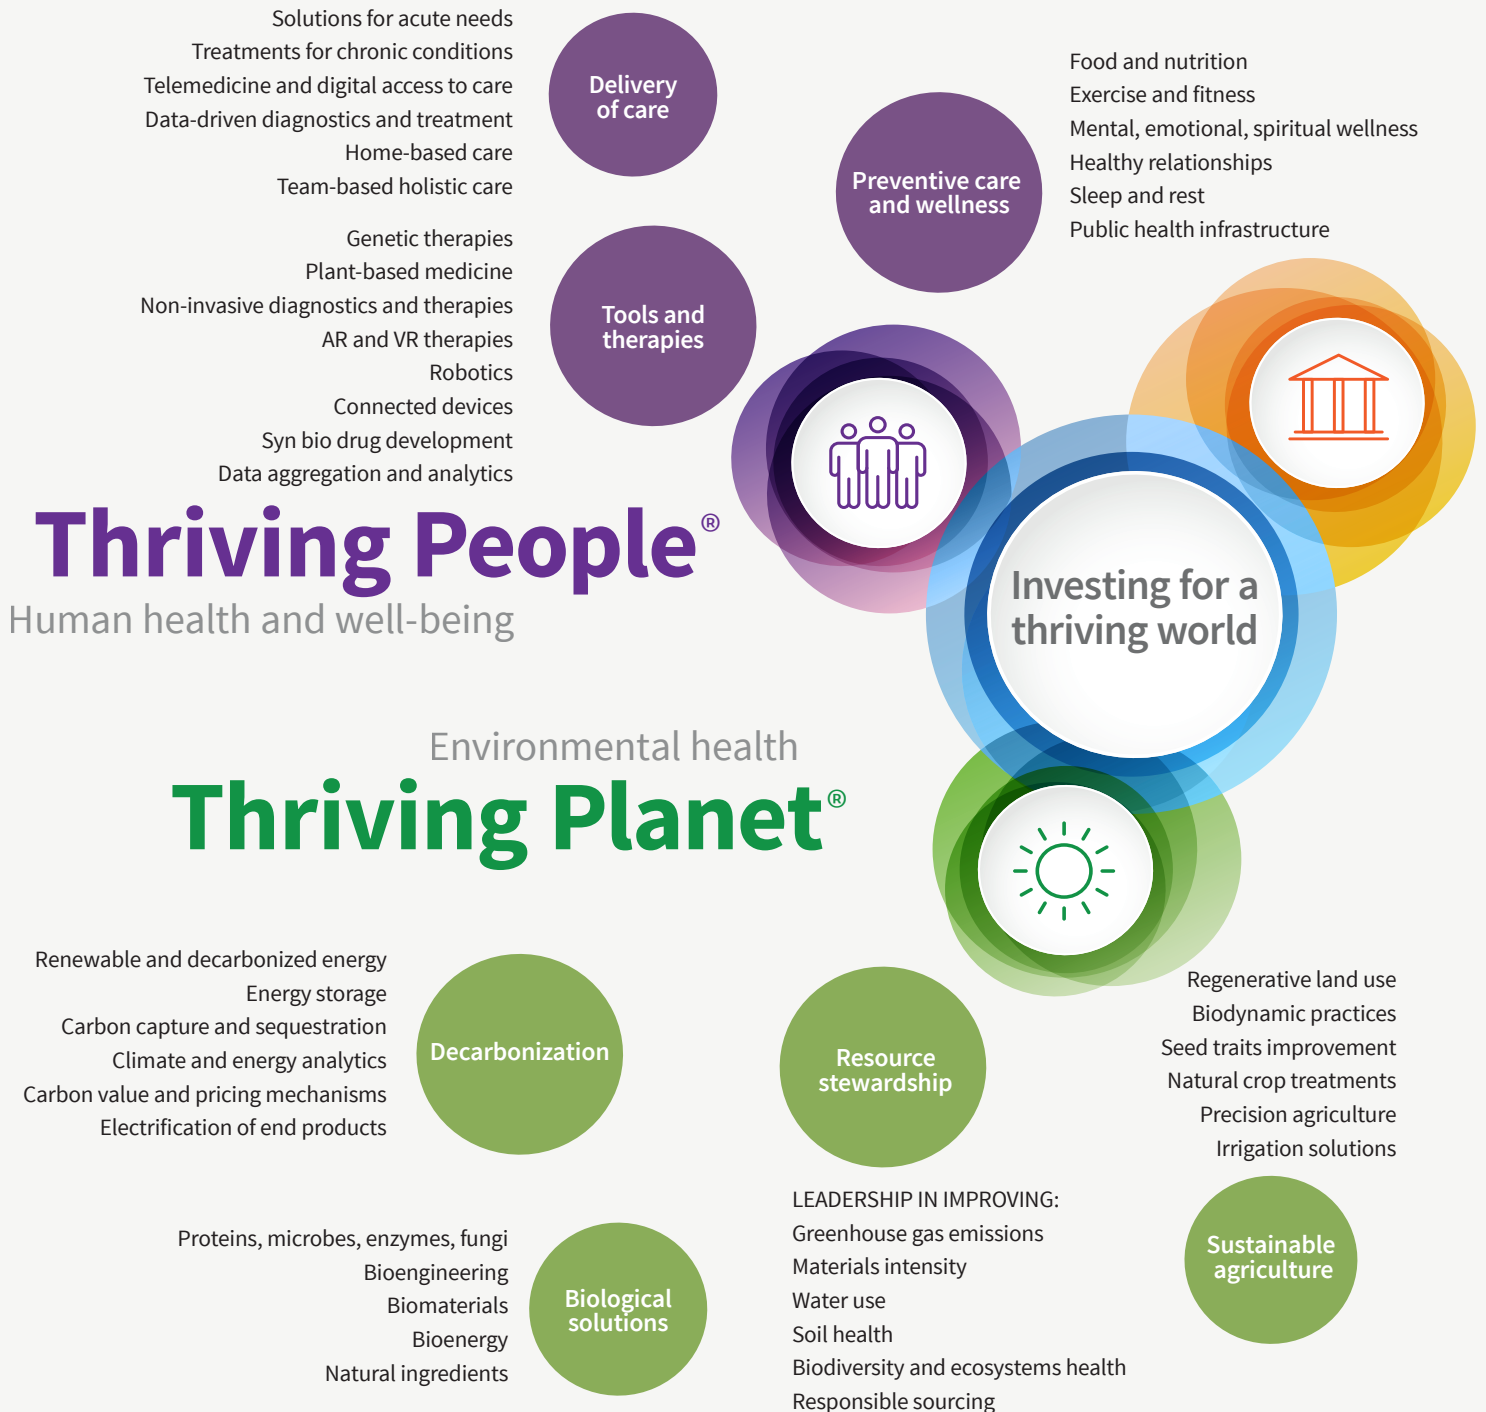 Solutions for acute needs
Treatments for chronic conditions
Telemedicine and digital access to care
Data-driven diagnostics and treatment
Home-based care
Team-based holistic care
Delivery
of care
Food and nutrition
Exercise and fitness
Mental, emotional, spiritual wellness
Healthy relationships
Sleep and rest
Public health infrastructure
Preventive care
and wellness
Genetic therapies
Plant-based medicine
Non-invasive diagnostics and therapies
AR and VR therapies
Robotics
Connected devices
Syn bio drug development
Data aggregation and analytics
Tools and
therapies
Thriving People®
Human health and well-being
Investing for a
thriving world
Environmental health
Thriving Planet®
Renewable and decarbonized energy
Energy storage
Carbon capture and sequestration
Climate and energy analytics
Carbon value and pricing mechanisms
Electrification of end products
Decarbonization
Resource
stewardship
LEADERSHIP IN IMPROVING:
Greenhouse gas emissions
Materials intensity
Water use
Soil health
Biodiversity and ecosystems health
Responsible sourcing
Regenerative land use
Biodynamic practices
Seed traits improvement
Natural crop treatments
Precision agriculture
Irrigation solutions
Sustainable
agriculture
Proteins, microbes, enzymes, fungi
Bioengineering
Biomaterials
Bioenergy
Natural ingredients
Biological
solutions